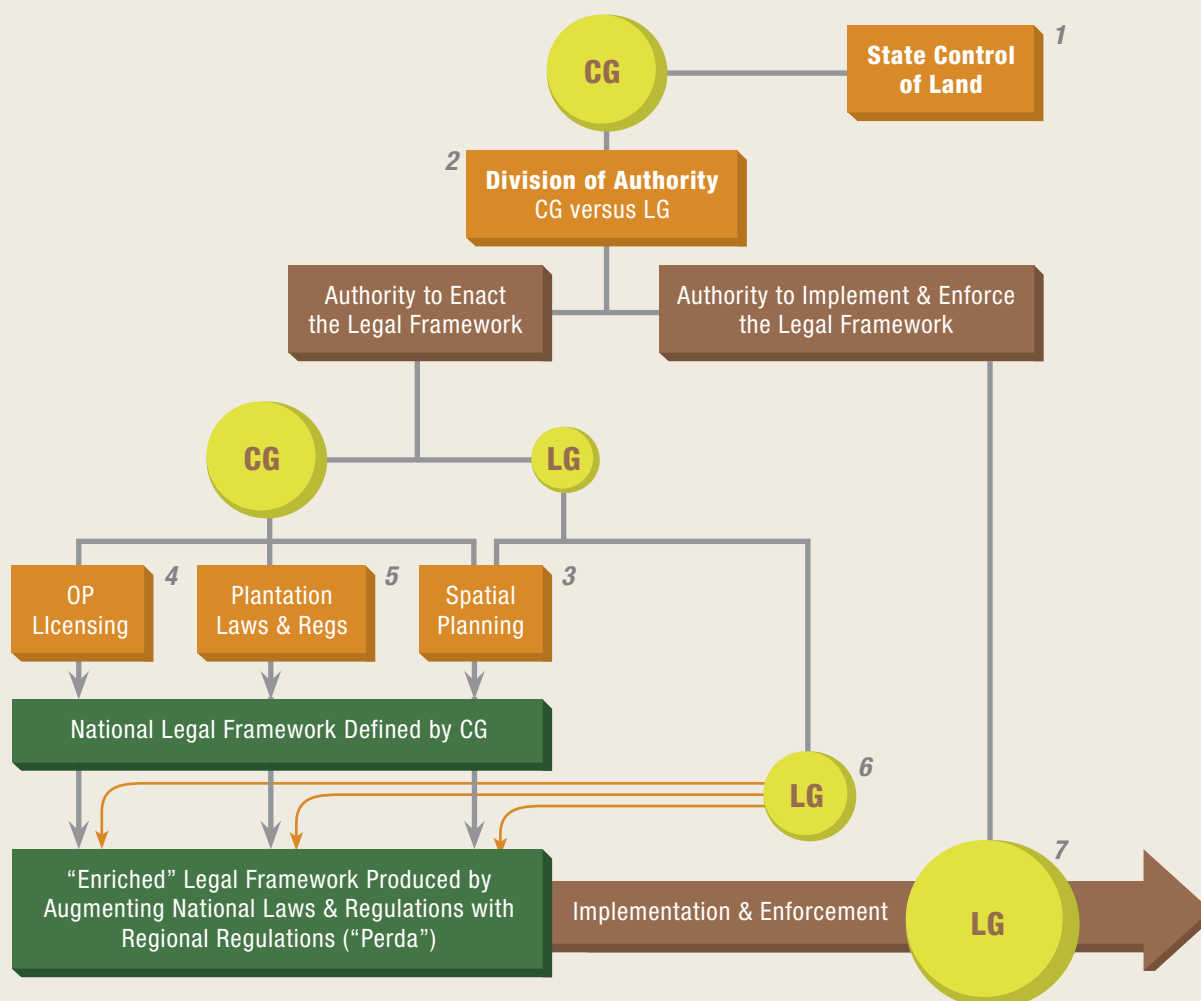 CG
State Control
of Land
1
2
Division of Authority
CG versus LG
Authority to Enact
the Legal Framework
Authority to Implement & Enforce
the Legal Framework
CG
LG
OP
LIcensing
4
Plantation
Laws & Regs
5
Spatial
Planning
3
National Legal Framework Defined by CG
LG
6
“Enriched” Legal Framework Produced by
Augmenting National Laws & Regulations with
Regional Regulations (“Perda”)
Implementation & Enforcement
LG
7